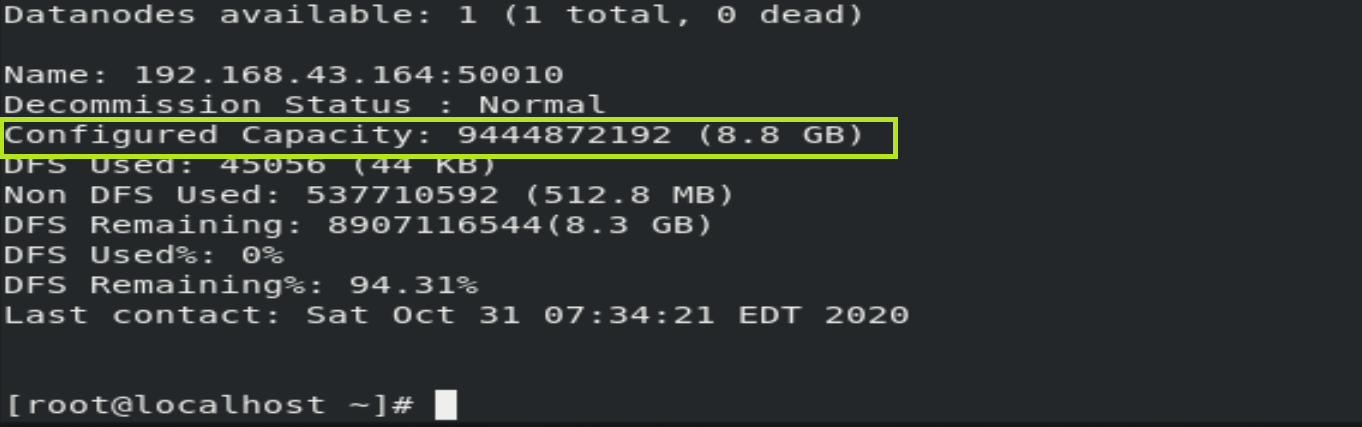 Datanodes available: 1 (1 total, 0 dead)
Name: 192.168.43.164:50010
Decommission Status : Normal
Configured Capacity: 9444872192 (8.8 GB)
DFS Used: 45056 (44 KB)
Non DFS Used: 537710592 (512.8 MB)
DFS Remaining: 8907116544(8.3 GB)
DFS Used%: 0%
DFS Remaining%: 94.31%
Last contact: Sat Oct 31 07:34:21 EDT 2020
[root@localhost ~]#